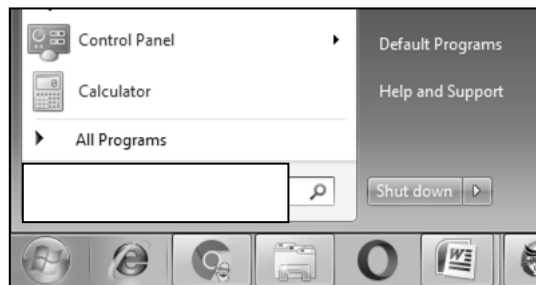 Control Panel
Default Programs
Calculator
Help and Support
All Programs
Shut down